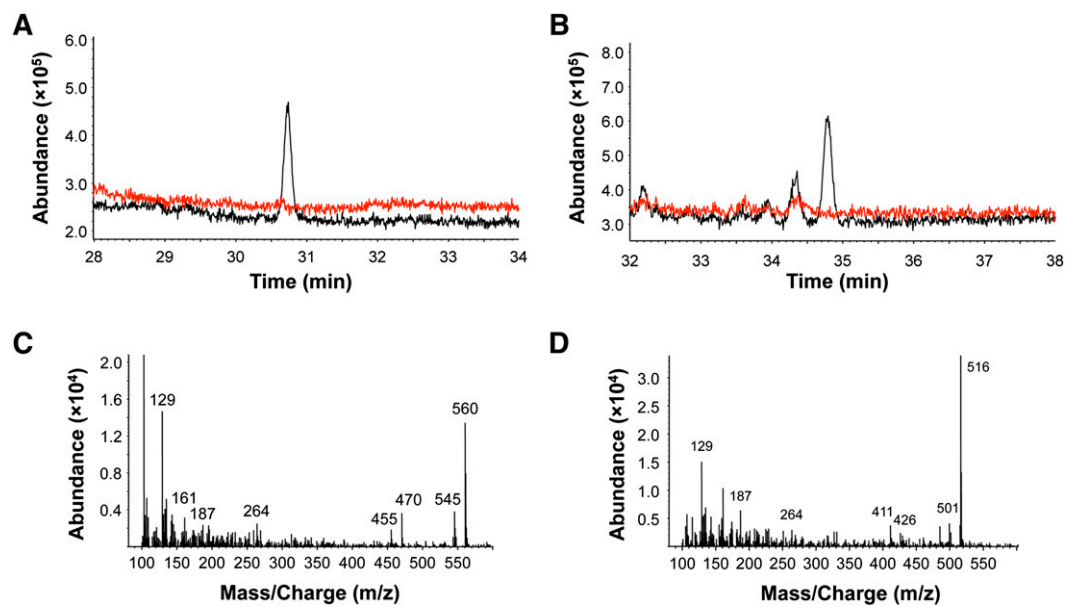 A
6.0
5.0
4.0
3.0
2.0
Abundance (×10⁵)
28 29 30 31 32 33 34
Time (min)
B
8.0
7.0
6.0
5.0
4.0
3.0
Abundance (×10⁵)
32 33 34 35 36 37 38
Time (min)
C
2.0
1.6
1.2
0.8
0.4
Abundance (×10⁴)
129
161
187
264
455
470
545
560
100 150 200 250 300 350 400 450 500 550
Mass/Charge (m/z)
D
3.0
2.5
2.0
1.5
1.0
0.5
Abundance (×10⁴)
129
187
264
411
426
501
516
100 150 200 250 300 350 400 450 500 550
Mass/Charge (m/z)